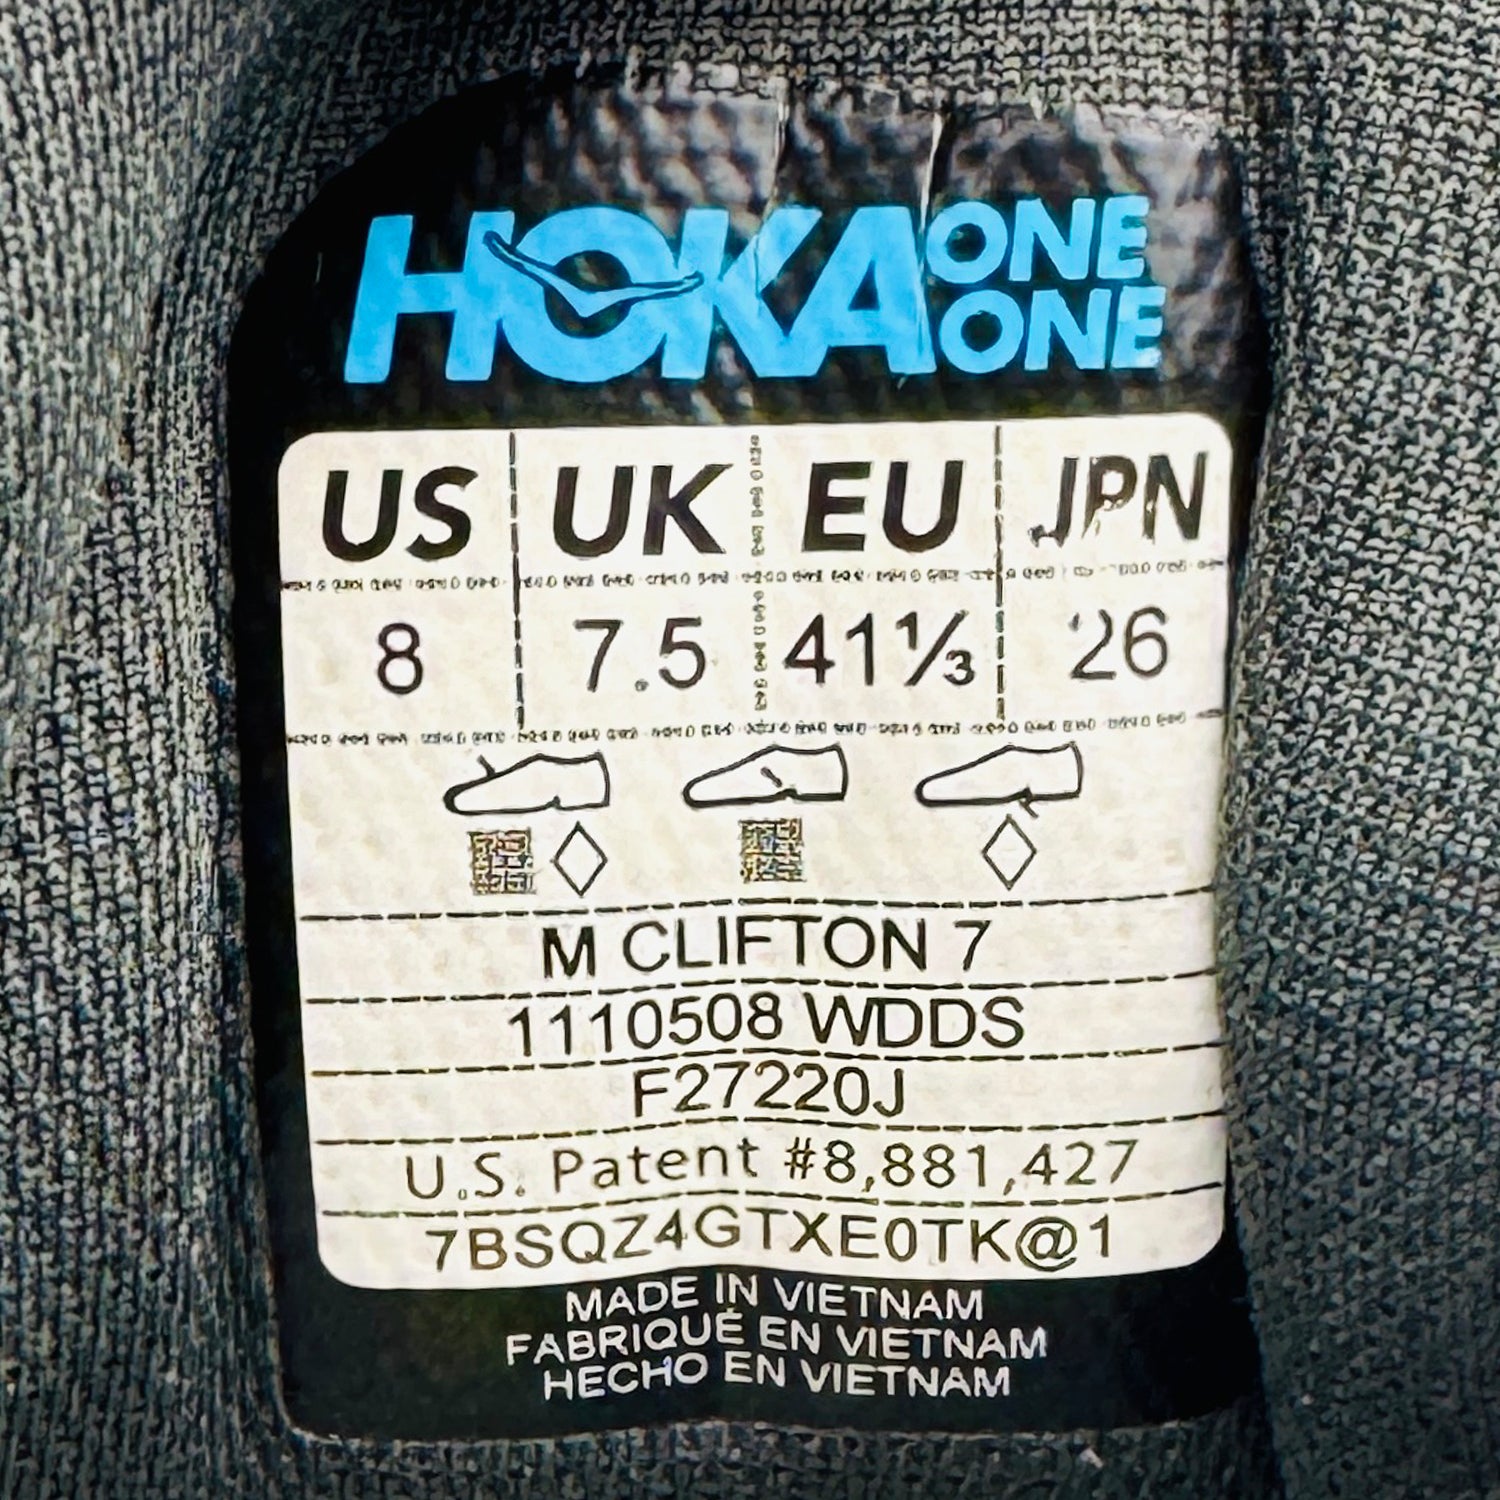 HOKA ONE ONE
US UK EU JPN
8 7.5 41⅓ 26
M CLIFTON 7
1110508 WDDS
F27220J
U.S. Patent #8,881,427
7BSQZ4GTXE0TK@1
MADE IN VIETNAM
FABRIQUÉ EN VIETNAM
HECHO EN VIETNAM